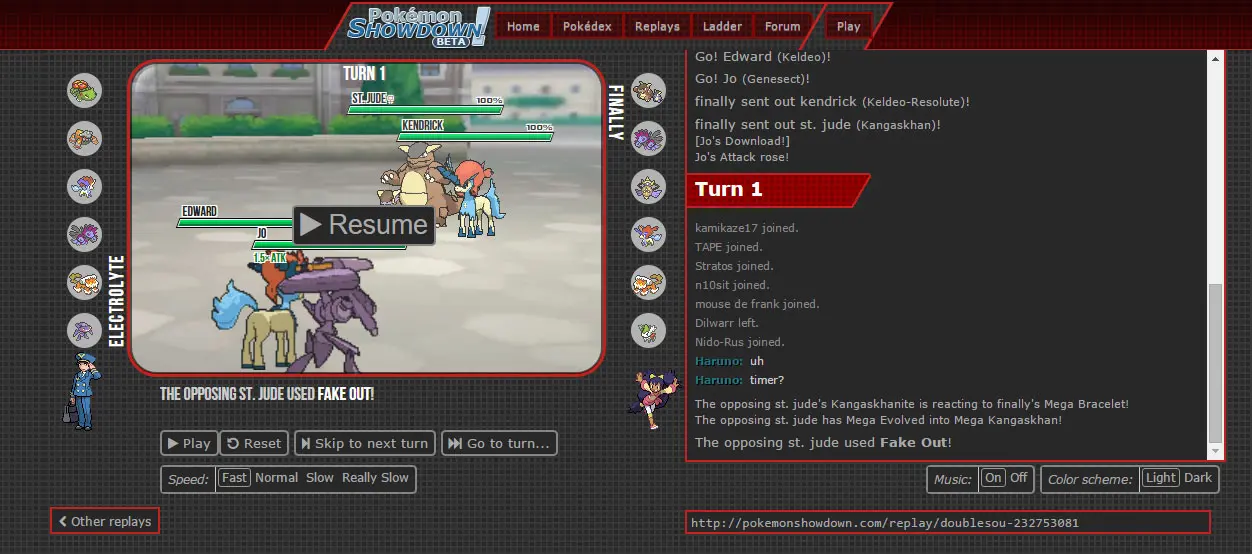 Pokémon
SHOWDOWN!
BETA
Home
Pokédex
Replays
Ladder
Forum
Play
TURN 1
ST. JUDE
100%
KENDRICK
100%
EDWARD
JO
1.5× ATK
Resume
ELECTROLYTE
FINALLY
THE OPPOSING ST. JUDE USED FAKE OUT!
Play
Reset
Skip to next turn
Go to turn...
Speed:
Fast
Normal
Slow
Really Slow
Other replays
Go! Edward (Keldeo)!
Go! Jo (Genesect)!
finally sent out kendrick (Keldeo-Resolute)!
finally sent out st. jude (Kangaskhan)!
[Jo's Download!]
Jo's Attack rose!
Turn 1
kamikaze17 joined.
TAPE joined.
Stratos joined.
n10sit joined.
mouse de frank joined.
Dilwarr left.
Nido-Rus joined.
Haruno: uh
Haruno: timer?
The opposing st. jude's Kangaskhanite is reacting to finally's Mega Bracelet!
The opposing st. jude has Mega Evolved into Mega Kangaskhan!
The opposing st. jude used Fake Out!
Music:
On
Off
Color scheme:
Light
Dark
http://pokemonshowdown.com/replay/doublesou-232753081